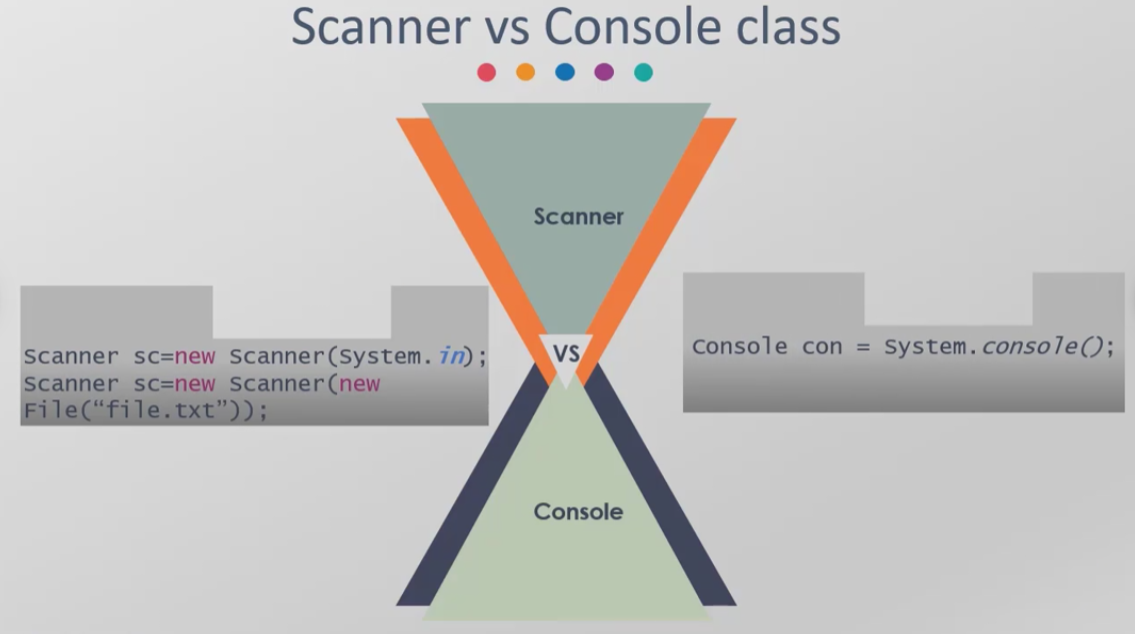 Scanner vs Console class
Scanner
VS
Scanner sc=new Scanner(System.in);
Scanner sc=new Scanner(new
File(“file.txt”));
Console con = System.console();
Console